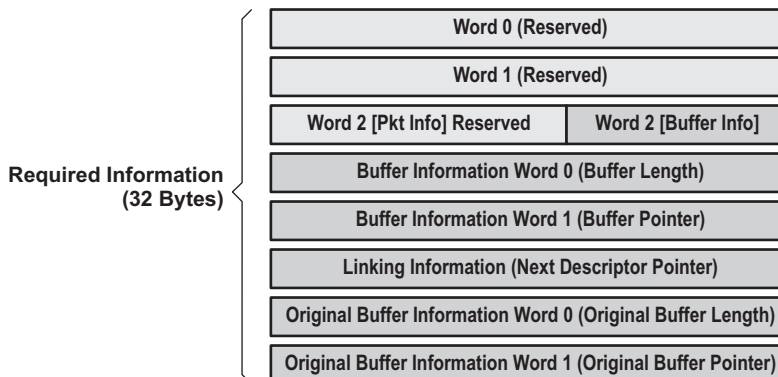 Word 0 (Reserved)
Word 1 (Reserved)
Word 2 [Pkt Info] Reserved
Word 2 [Buffer Info]
Required Information
(32 Bytes)
Buffer Information Word 0 (Buffer Length)
Buffer Information Word 1 (Buffer Pointer)
Linking Information (Next Descriptor Pointer)
Original Buffer Information Word 0 (Original Buffer Length)
Original Buffer Information Word 1 (Original Buffer Pointer)